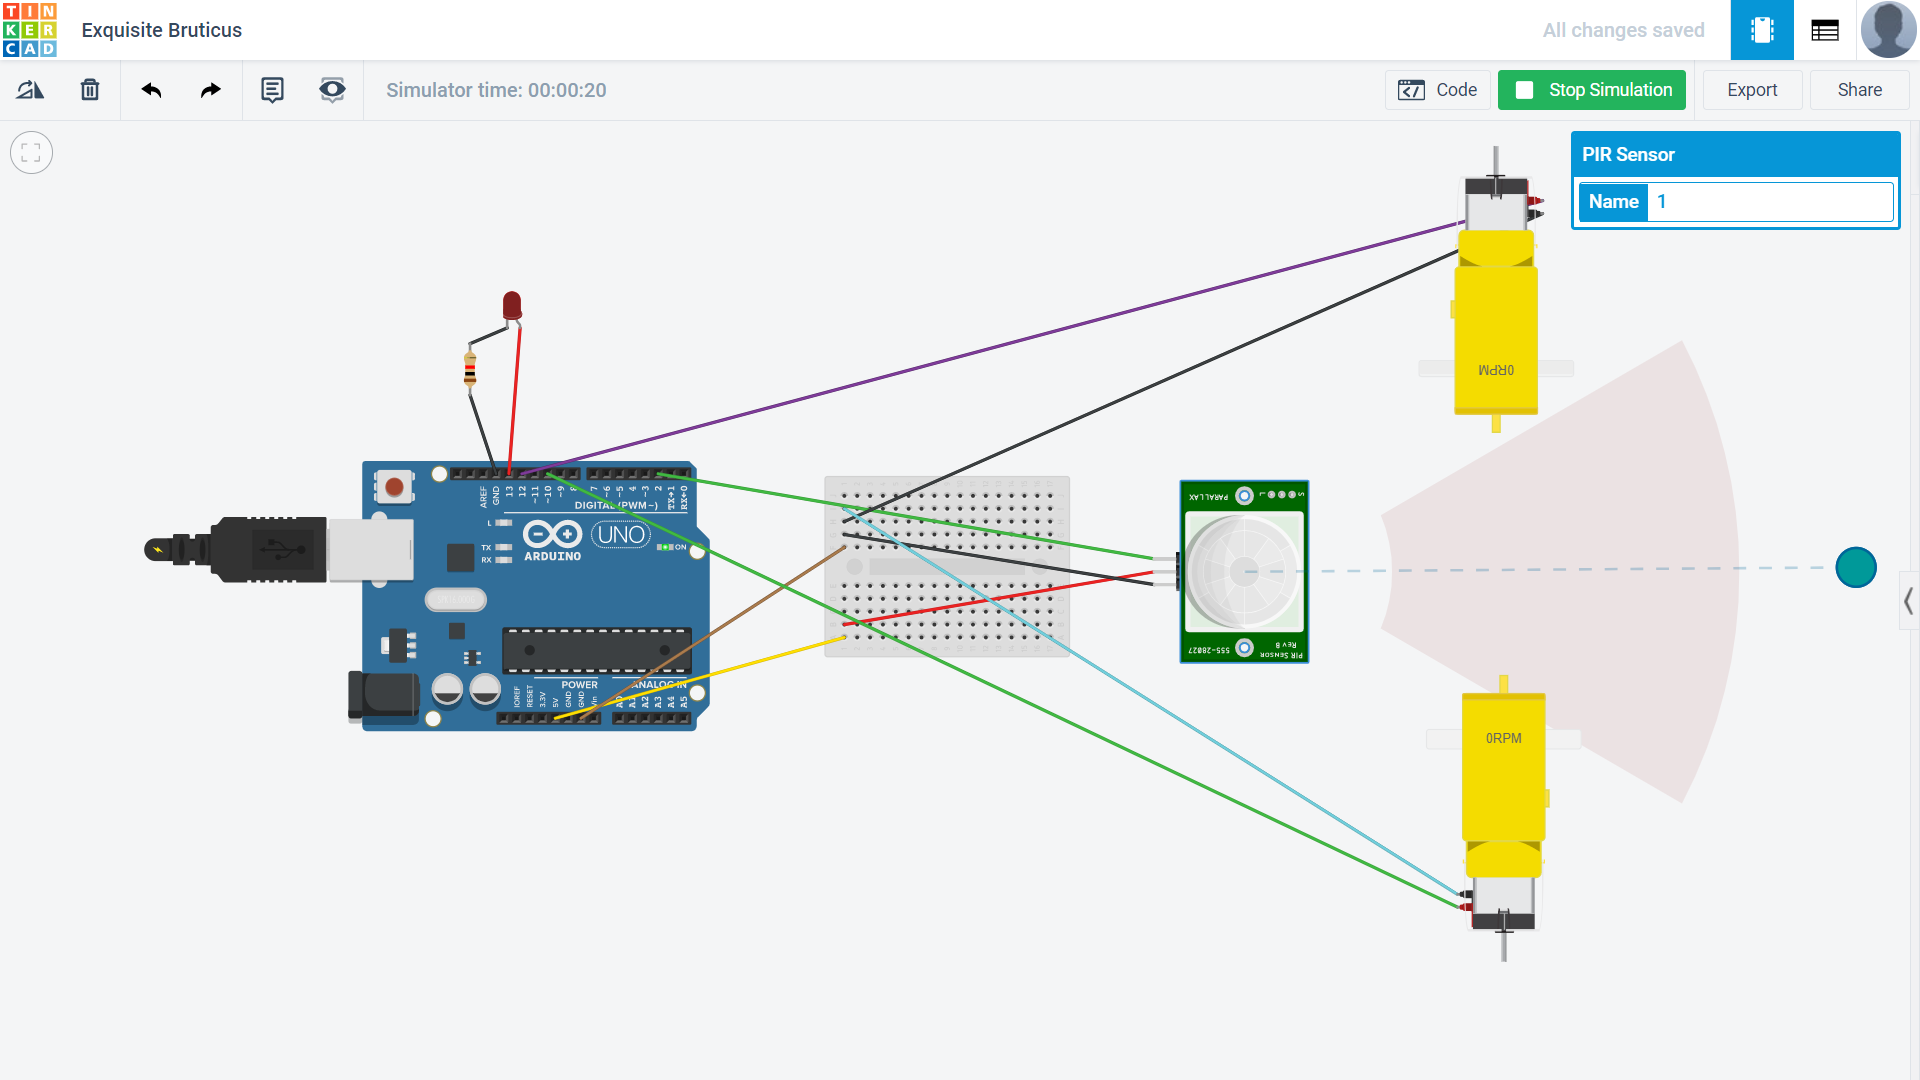 TIN
KER
CAD
Exquisite Bruticus
All changes saved
Simulator time: 00:00:20
Code
Stop Simulation
Export
Share
PIR Sensor
Name 1
0RPM
AREF
GND
13
12
~11
~10
~9
8
7
~6
~5
4
~3
2
TX→1
RX←0
DIGITAL (PWM~)
L
TX
RX
ARDUINO
UNO
ON
PARALLAX
555-28027
PIR SENSOR
REV B
POWER
ANALOG IN
IOREF
RESET
3.3V
5V
GND
GND
Vin
A0
A1
A2
A3
A4
A5
0RPM